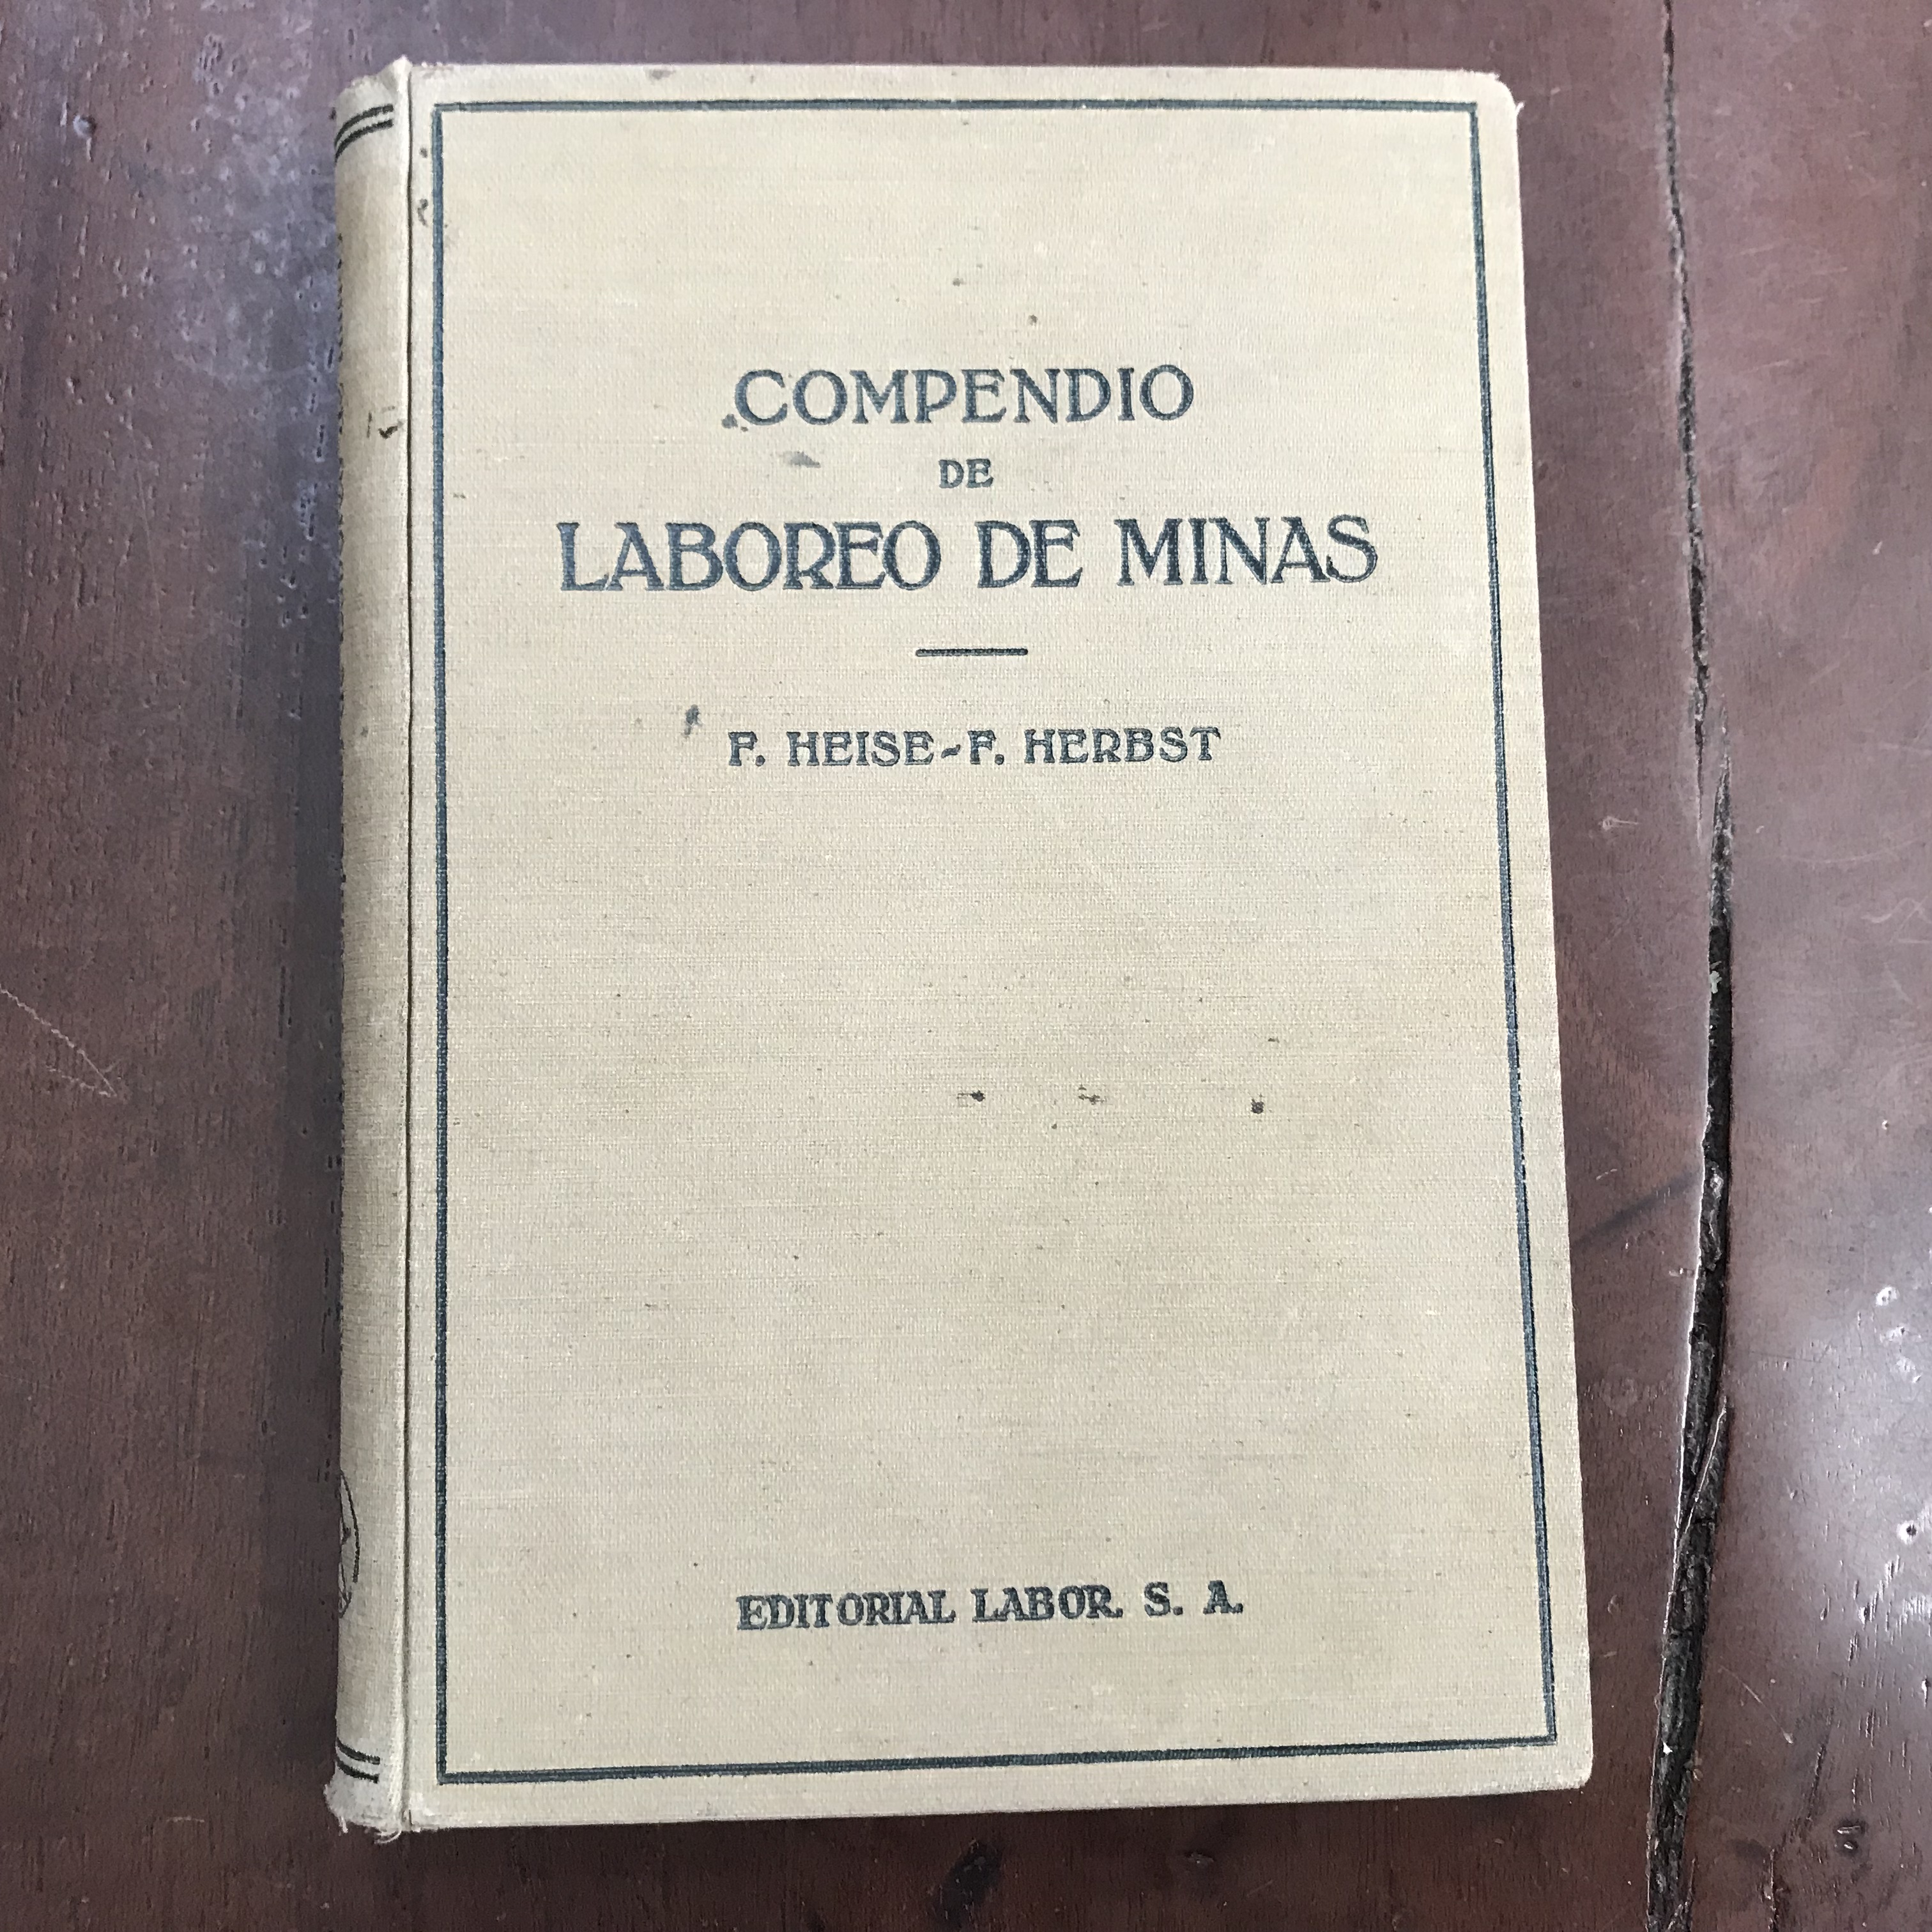 COMPENDIO
DE
LABOREO DE MINAS
F. HEISE-F. HERBST
EDITORIAL LABOR. S. A.